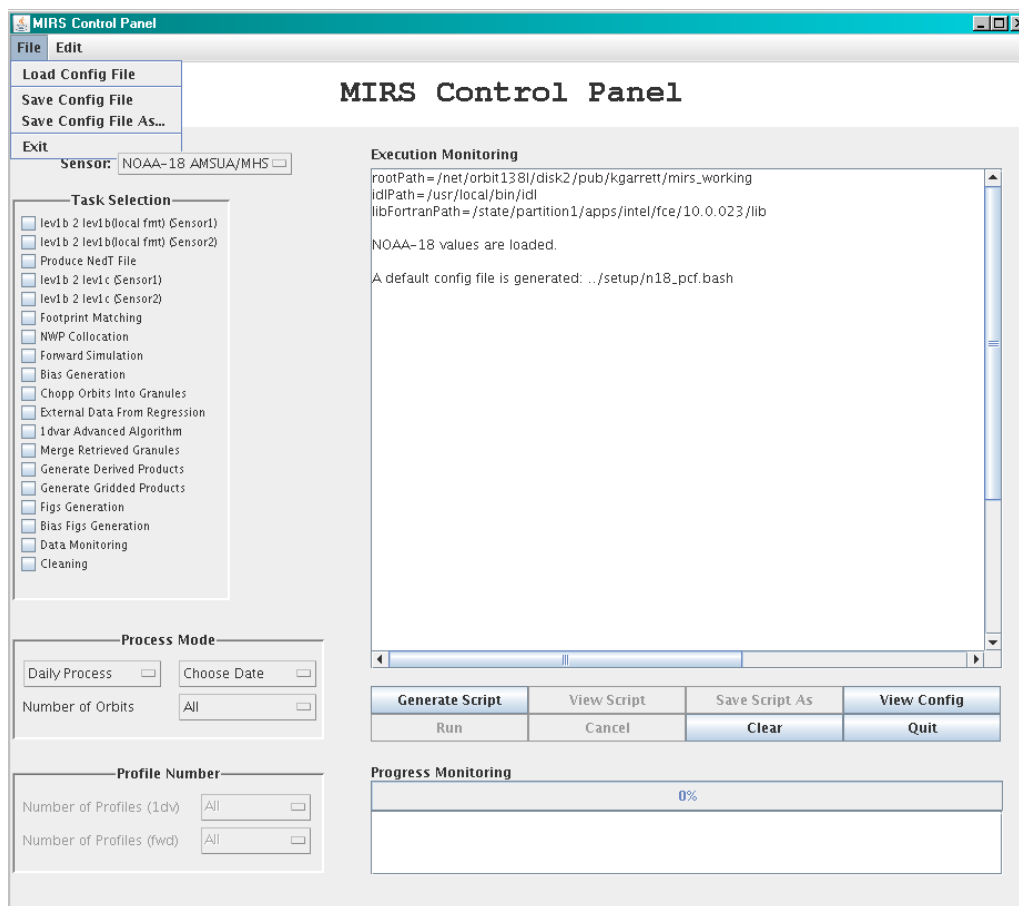 MIRS Control Panel
File Edit
Load Config File
Save Config File
Save Config File As...
Exit
MIRS Control Panel
Sensor: NOAA-18 AMSUA/MHS
Task Selection
lev1b 2 lev1b(local fmt) (Sensor1)
lev1b 2 lev1b(local fmt) (Sensor2)
Produce NedT File
lev1b 2 lev1c (Sensor1)
lev1b 2 lev1c (Sensor2)
Footprint Matching
NWP Collocation
Forward Simulation
Bias Generation
Chopp Orbits Into Granules
External Data From Regression
1dvar Advanced Algorithm
Merge Retrieved Granules
Generate Derived Products
Generate Gridded Products
Figs Generation
Bias Figs Generation
Data Monitoring
Cleaning
Process Mode
Daily Process Choose Date
Number of Orbits All
Profile Number
Number of Profiles (1dv) All
Number of Profiles (fwd) All
Execution Monitoring
rootPath=/net/orbit138l/disk2/pub/kgarrett/mirs_working
idlPath=/usr/local/bin/idl
libFortranPath=/state/partition1/apps/intel/fce/10.0.023/lib
NOAA-18 values are loaded.
A default config file is generated: ../setup/n18_pcf.bash
Generate Script View Script Save Script As View Config
Run Cancel Clear Quit
Progress Monitoring
0%